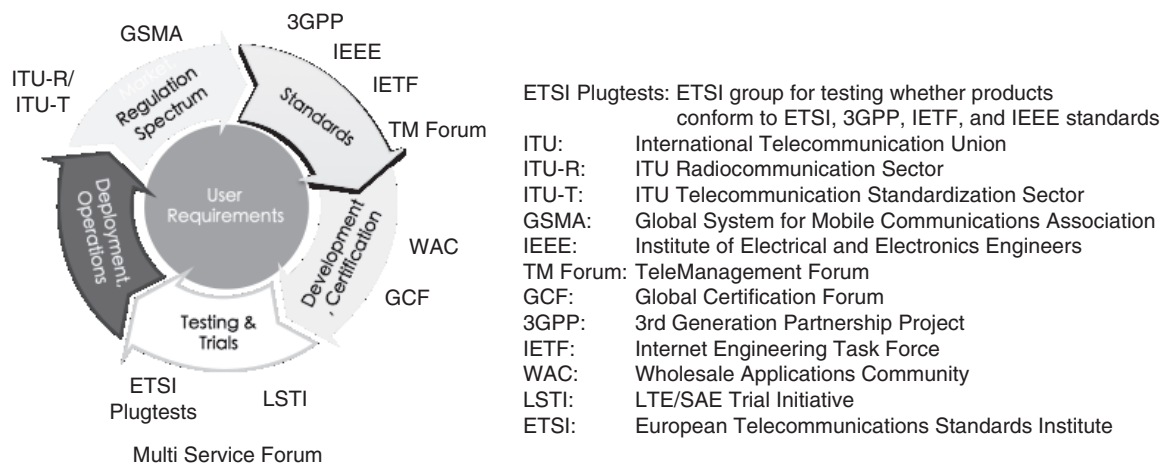 GSMA
3GPP
IEEE
IETF
TM Forum
ITU-R/
ITU-T
Market,
Regulation
Spectrum
Standards
Deployment,
Operations
User
Requirements
Development
, Certification
WAC
GCF
Testing &
Trials
ETSI
Plugtests
LSTI
Multi Service Forum
ETSI Plugtests: ETSI group for testing whether products
conform to ETSI, 3GPP, IETF, and IEEE standards
ITU: International Telecommunication Union
ITU-R: ITU Radiocommunication Sector
ITU-T: ITU Telecommunication Standardization Sector
GSMA: Global System for Mobile Communications Association
IEEE: Institute of Electrical and Electronics Engineers
TM Forum: TeleManagement Forum
GCF: Global Certification Forum
3GPP: 3rd Generation Partnership Project
IETF: Internet Engineering Task Force
WAC: Wholesale Applications Community
LSTI: LTE/SAE Trial Initiative
ETSI: European Telecommunications Standards Institute